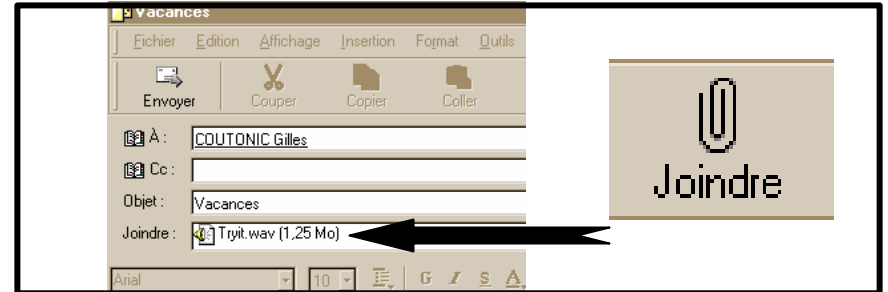 Vacances
Fichier Edition Affichage Insertion Format Outils
Envoyer Couper Copier Coller
À : COUTONIC Gilles
Cc :
Objet : Vacances
Joindre : Tryit.wav (1,25 Mo)
Arial 10 G I S A
Joindre